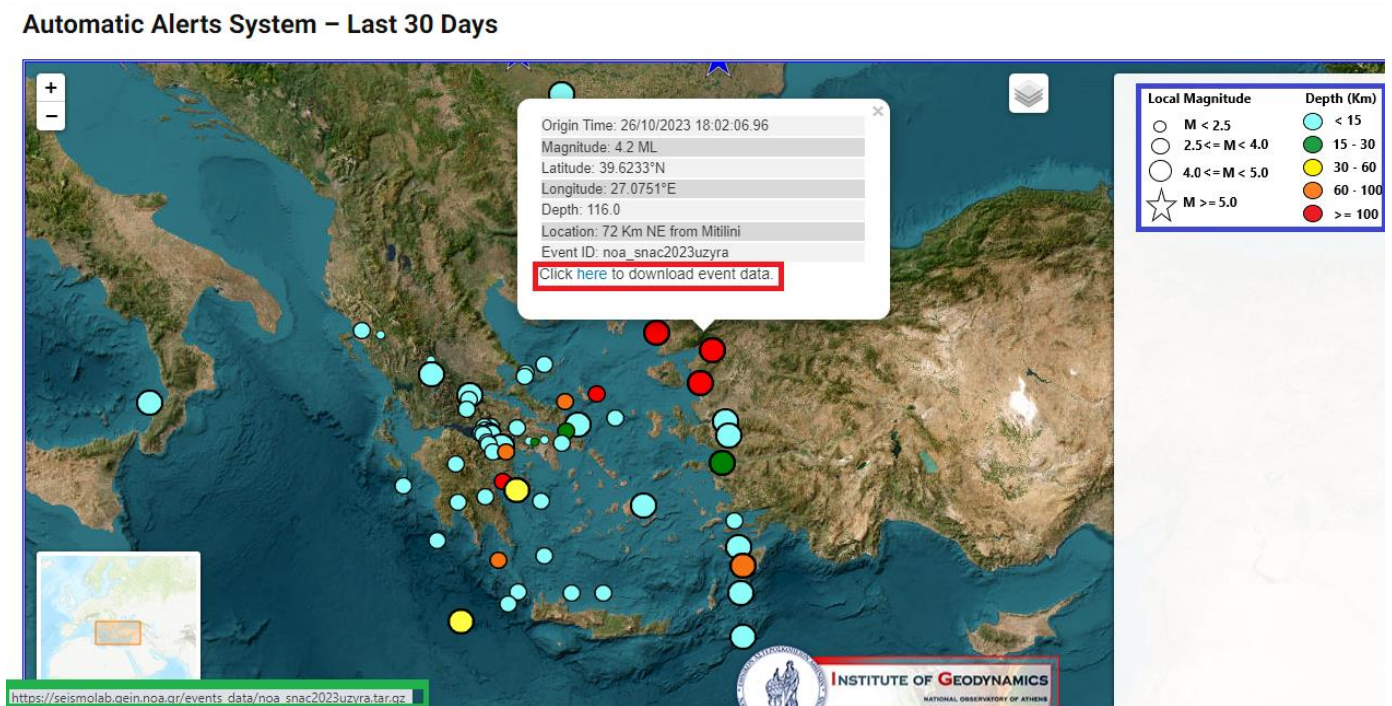 Automatic Alerts System – Last 30 Days
+
−
Origin Time: 26/10/2023 18:02:06.96
Magnitude: 4.2 ML
Latitude: 39.6233°N
Longitude: 27.0751°E
Depth: 116.0
Location: 72 Km NE from Mitilini
Event ID: noa_snac2023uzyra
Click here to download event data.
×
Local Magnitude
M < 2.5
2.5<= M< 4.0
4.0<= M < 5.0
M >= 5.0
Depth (Km)
< 15
15 - 30
30 - 60
60 - 100
>= 100
INSTITUTE OF GEODYNAMICS
NATIONAL OBSERVATORY OF ATHENS
https://seismolab.gein.noa.gr/events_data/noa_snac2023uzyra.tar.gz